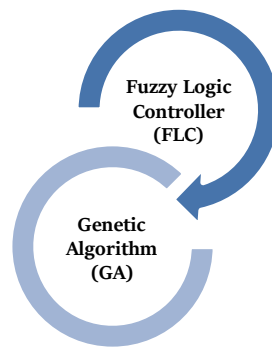 Fuzzy Logic
Controller
(FLC)
Genetic
Algorithm
(GA)